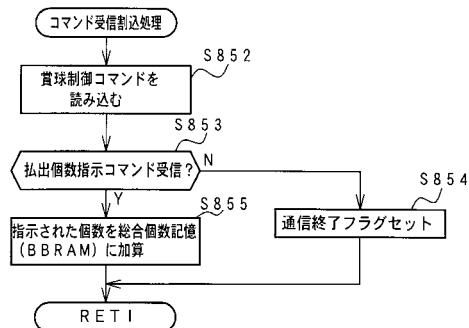 コマンド受信割込処理
S852
賞球制御コマンドを
読み込む
S853
払出個数指示コマンド受信?
N
Y
S854
通信終了フラグセット
S855
指示された個数を総合個数記憶
(BBRAM)に加算
RETI